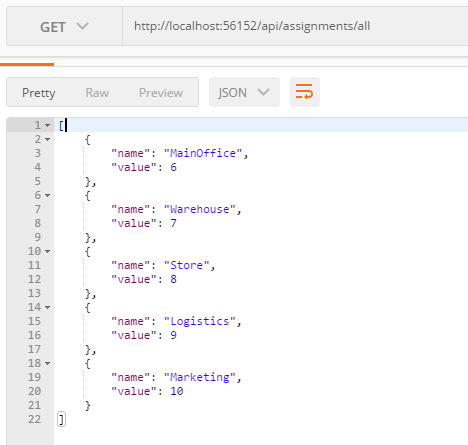 GET http://localhost:56152/api/assignments/all
Pretty Raw Preview JSON
1 [
2 {
3 "name": "MainOffice",
4 "value": 6
5 },
6 {
7 "name": "Warehouse",
8 "value": 7
9 },
10 {
11 "name": "Store",
12 "value": 8
13 },
14 {
15 "name": "Logistics",
16 "value": 9
17 },
18 {
19 "name": "Marketing",
20 "value": 10
21 }
22 ]